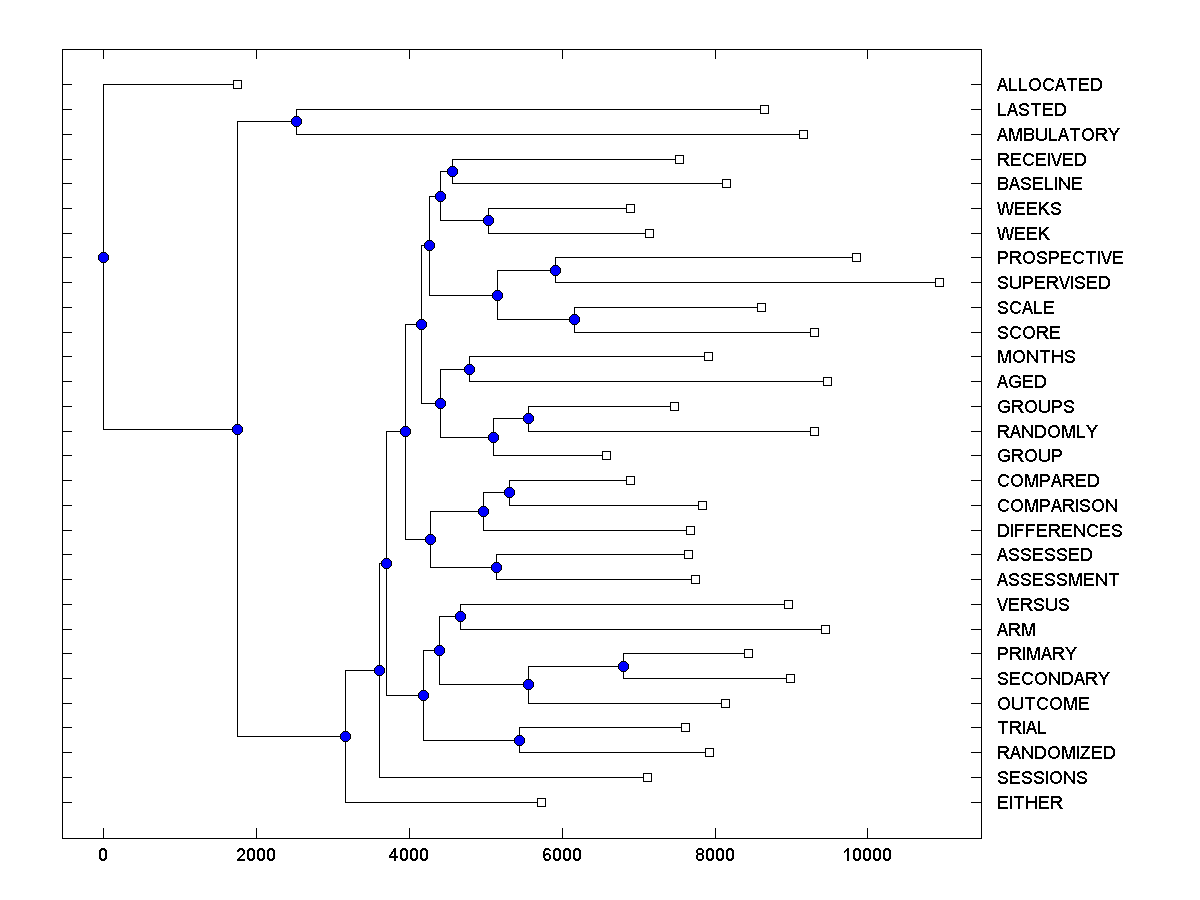 ALLOCATED
LASTED
AMBULATORY
RECEIVED
BASELINE
WEEKS
WEEK
PROSPECTIVE
SUPERVISED
SCALE
SCORE
MONTHS
AGED
GROUPS
RANDOMLY
GROUP
COMPARED
COMPARISON
DIFFERENCES
ASSESSED
ASSESSMENT
VERSUS
ARM
PRIMARY
SECONDARY
OUTCOME
TRIAL
RANDOMIZED
SESSIONS
EITHER
0 2000 4000 6000 8000 10000